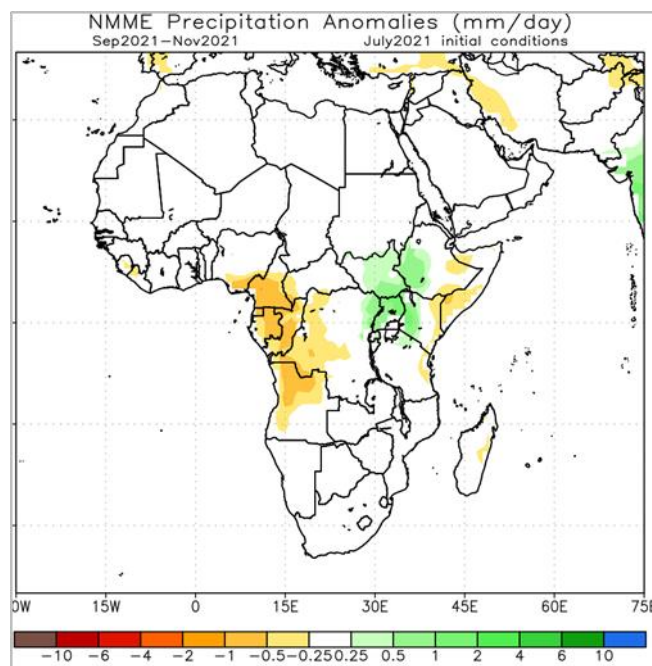 NMME Precipitation Anomalies (mm/day)
Sep2021−Nov2021 July2021 initial conditions
0W 15W 0 15E 30E 45E 60E 75E
−10 −6 −4 −2 −1 −0.5 −0.25 0.25 0.5 1 2 4 6 10